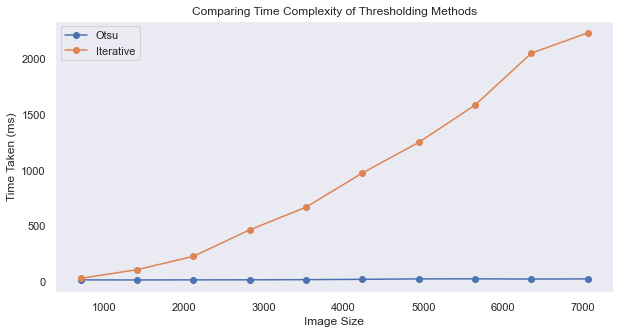 Comparing Time Complexity of Thresholding Methods
Otsu
Iterative
2000
1500
1000
500
0
Time Taken (ms)
1000 2000 3000 4000 5000 6000 7000
Image Size